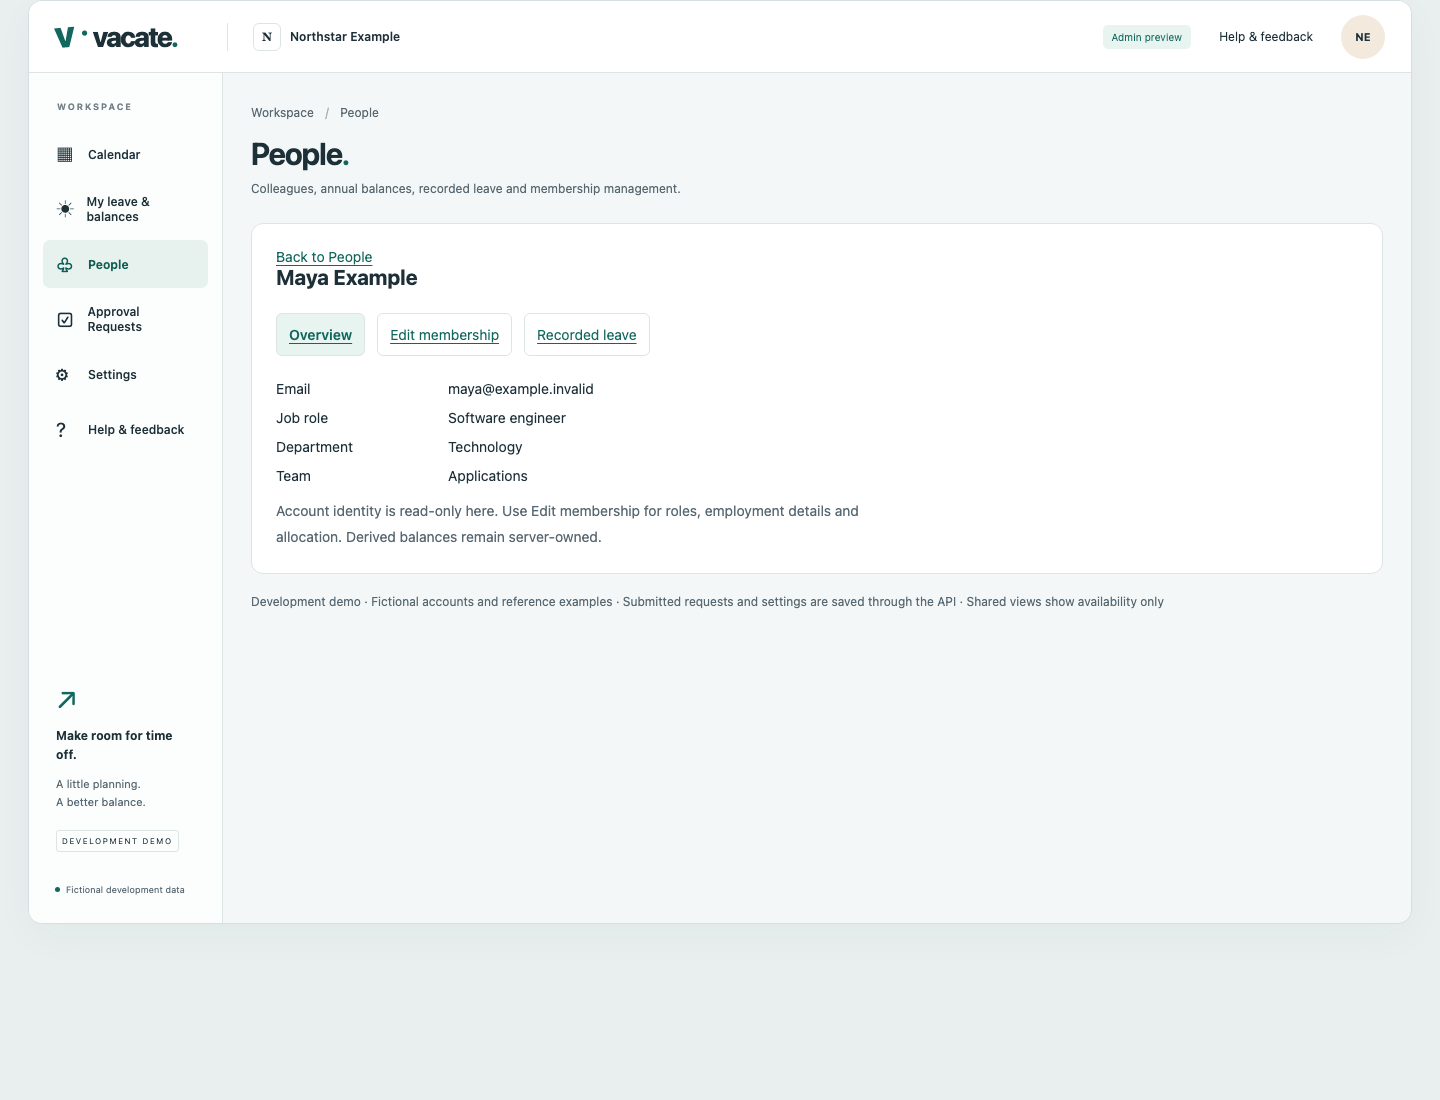 vacate.
N Northstar Example
Admin preview
Help & feedback
NE
WORKSPACE
Calendar
My leave &
balances
People
Approval
Requests
Settings
? Help & feedback
Make room for time
off.
A little planning.
A better balance.
DEVELOPMENT DEMO
Fictional development data
Workspace / People
People.
Colleagues, annual balances, recorded leave and membership management.
Back to People
Maya Example
Overview
Edit membership
Recorded leave
Email maya@example.invalid
Job role Software engineer
Department Technology
Team Applications
Account identity is read-only here. Use Edit membership for roles, employment details and
allocation. Derived balances remain server-owned.
Development demo · Fictional accounts and reference examples · Submitted requests and settings are saved through the API · Shared views show availability only